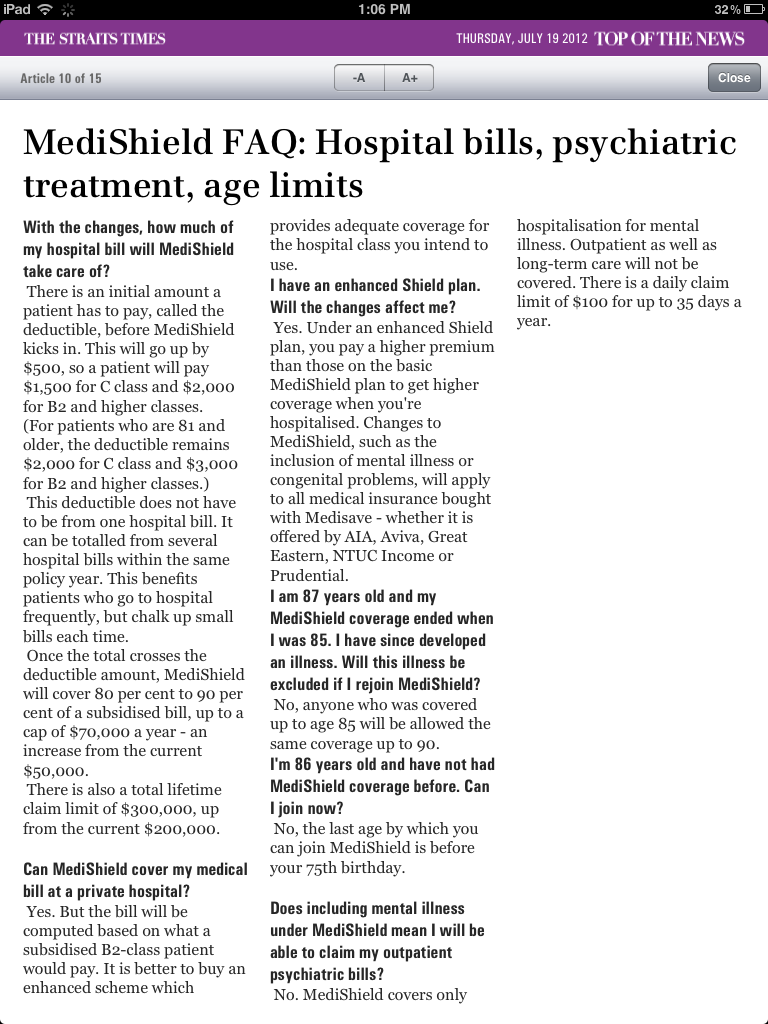 iPad 1:06 PM 32%
THE STRAITS TIMES THURSDAY, JULY 19 2012 TOP OF THE NEWS
Article 10 of 15 -A A+ Close
MediShield FAQ: Hospital bills, psychiatric
treatment, age limits
With the changes, how much of
my hospital bill will MediShield
take care of?
There is an initial amount a
patient has to pay, called the
deductible, before MediShield
kicks in. This will go up by
$500, so a patient will pay
$1,500 for C class and $2,000
for B2 and higher classes.
(For patients who are 81 and
older, the deductible remains
$2,000 for C class and $3,000
for B2 and higher classes.)
This deductible does not have
to be from one hospital bill. It
can be totalled from several
hospital bills within the same
policy year. This benefits
patients who go to hospital
frequently, but chalk up small
bills each time.
Once the total crosses the
deductible amount, MediShield
will cover 80 per cent to 90 per
cent of a subsidised bill, up to a
cap of $70,000 a year - an
increase from the current
$50,000.
There is also a total lifetime
claim limit of $300,000, up
from the current $200,000.
Can MediShield cover my medical
bill at a private hospital?
Yes. But the bill will be
computed based on what a
subsidised B2-class patient
would pay. It is better to buy an
enhanced scheme which
provides adequate coverage for
the hospital class you intend to
use.
I have an enhanced Shield plan.
Will the changes affect me?
Yes. Under an enhanced Shield
plan, you pay a higher premium
than those on the basic
MediShield plan to get higher
coverage when you're
hospitalised. Changes to
MediShield, such as the
inclusion of mental illness or
congenital problems, will apply
to all medical insurance bought
with Medisave - whether it is
offered by AIA, Aviva, Great
Eastern, NTUC Income or
Prudential.
I am 87 years old and my
MediShield coverage ended when
I was 85. I have since developed
an illness. Will this illness be
excluded if I rejoin MediShield?
No, anyone who was covered
up to age 85 will be allowed the
same coverage up to 90.
I'm 86 years old and have not had
MediShield coverage before. Can
I join now?
No, the last age by which you
can join MediShield is before
your 75th birthday.
Does including mental illness
under MediShield mean I will be
able to claim my outpatient
psychiatric bills?
No. MediShield covers only
hospitalisation for mental
illness. Outpatient as well as
long-term care will not be
covered. There is a daily claim
limit of $100 for up to 35 days a
year.